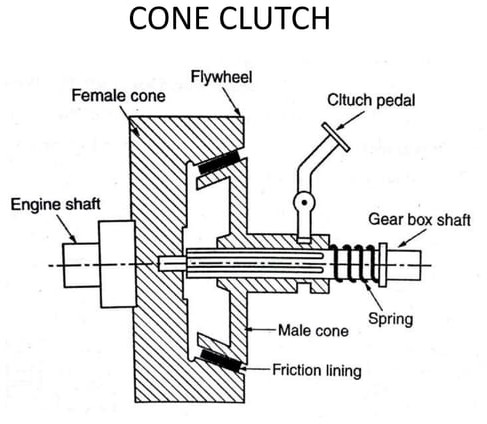 CONE CLUTCH
Flywheel
Female cone
Cltuch pedal
Engine shaft
Gear box shaft
Spring
Male cone
Friction lining